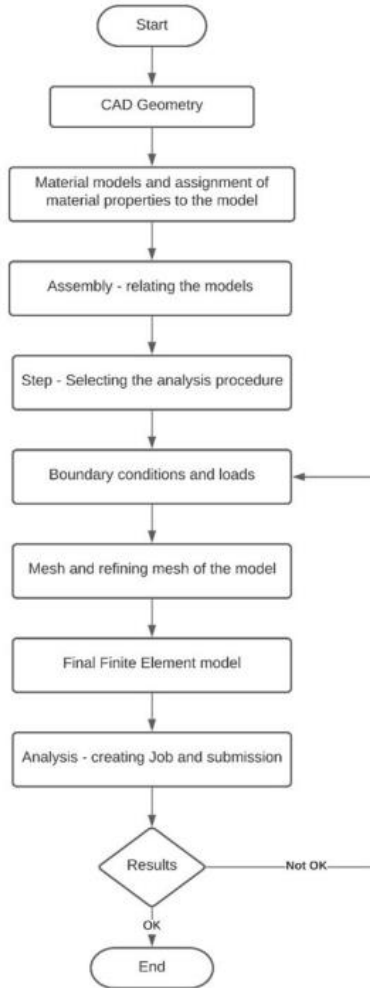 Start
CAD Geometry
Material models and assignment of
material properties to the model
Assembly - relating the models
Step - Selecting the analysis procedure
Boundary conditions and loads
Mesh and refining mesh of the model
Final Finite Element model
Analysis - creating Job and submission
Results
Not OK
OK
End